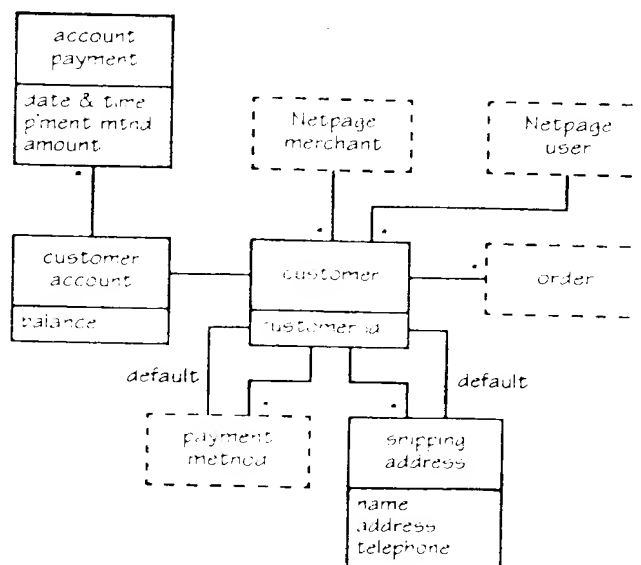 account
payment
date & time
p'ment mthd
amount
Netpage
merchant
Netpage
user
customer
account
balance
customer
customer id
order
default
default
payment
method
shipping
address
name
address
telephone